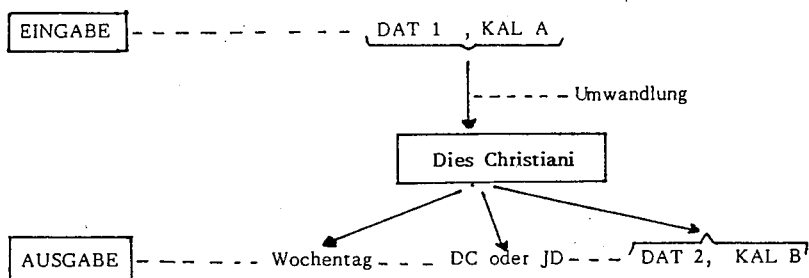 EINGABE - - - - - - - - - - - DAT 1 , KAL A
- - - - - - Umwandlung
Dies Christiani
AUSGABE - - - - - - Wochentag - - - DC oder JD - - - - DAT 2, KAL B